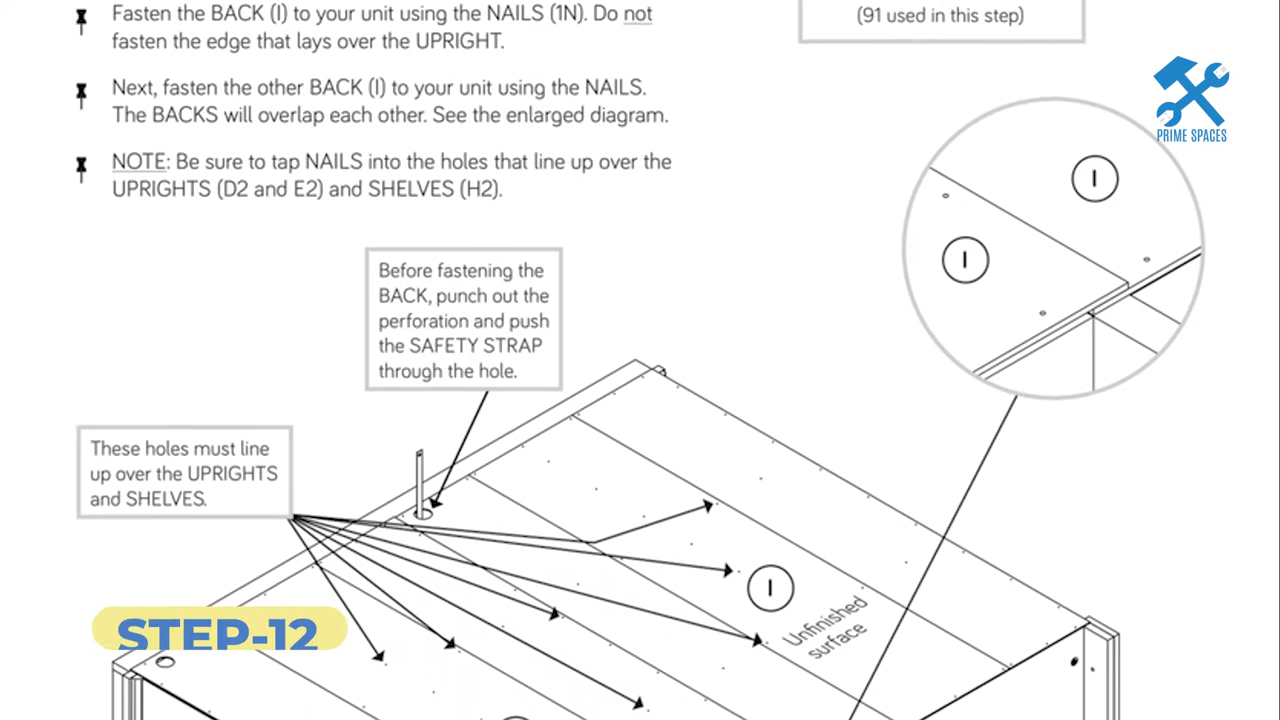 Fasten the BACK (I) to your unit using the NAILS (1N). Do not
fasten the edge that lays over the UPRIGHT.
Next, fasten the other BACK (I) to your unit using the NAILS.
The BACKS will overlap each other. See the enlarged diagram.
NOTE: Be sure to tap NAILS into the holes that line up over the
UPRIGHTS (D2 and E2) and SHELVES (H2).
(91 used in this step)
PRIME SPACES
I
I
Before fastening the
BACK, punch out the
perforation and push
the SAFETY STRAP
through the hole.
These holes must line
up over the UPRIGHTS
and SHELVES.
I
Unfinished
surface
STEP-12